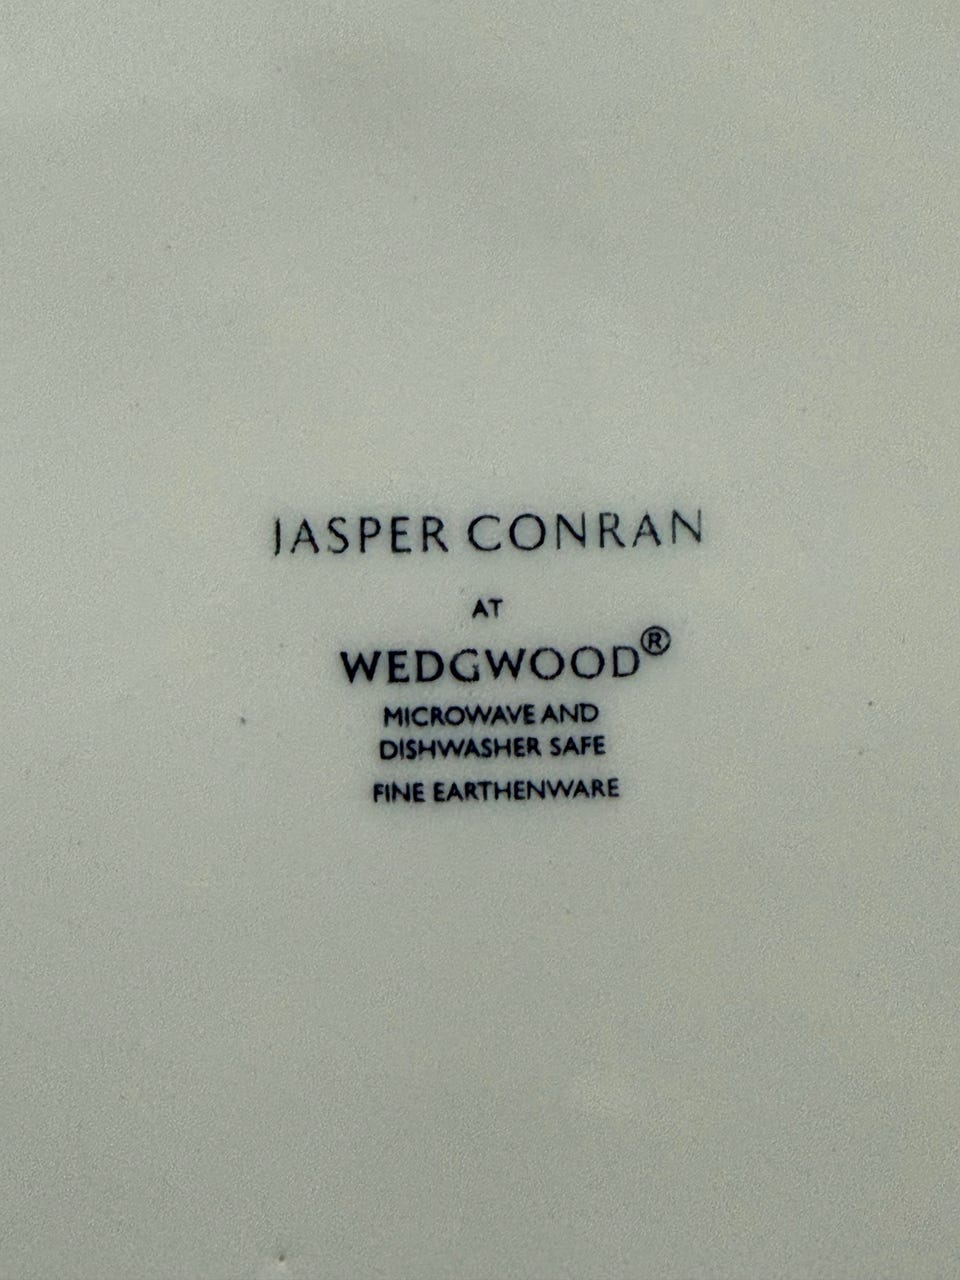 JASPER CONRAN
AT
WEDGWOOD®
MICROWAVE AND
DISHWASHER SAFE
FINE EARTHENWARE